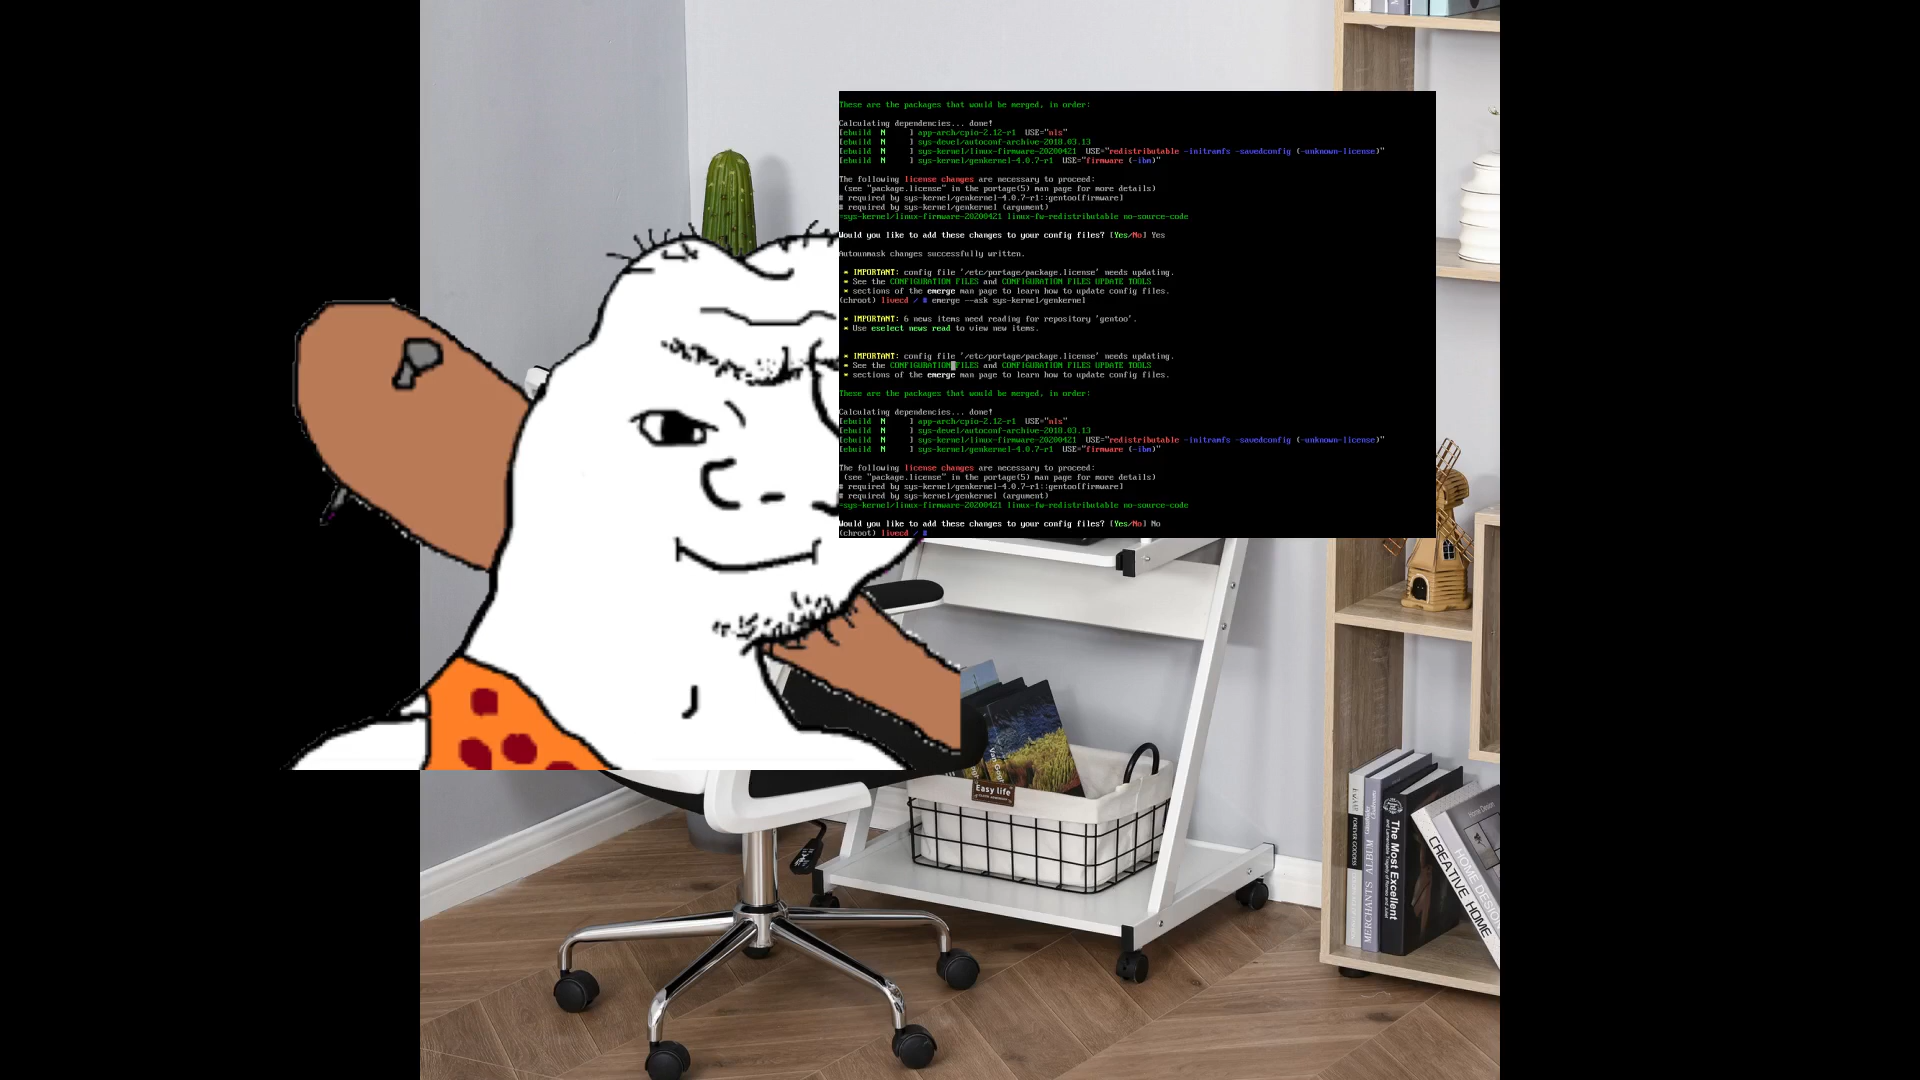 These are the packages that would be merged, in order:
Calculating dependencies... done!
[ebuild  N     ] app-arch/cpio-2.12-r1  USE="nls"
[ebuild  N     ] sys-devel/autoconf-archive-2018.03.13
[ebuild  N     ] sys-kernel/linux-firmware-20200421  USE="redistributable -initramfs -savedconfig (-unknown-license)"
[ebuild  N     ] sys-kernel/genkernel-4.0.7-r1  USE="firmware (-ibm)"
The following license changes are necessary to proceed:
(see "package.license" in the portage(5) man page for more details)
# required by sys-kernel/genkernel-4.0.7-r1::gentoo[firmware]
# required by sys-kernel/genkernel (argument)
=sys-kernel/linux-firmware-20200421 linux-fw-redistributable no-source-code
Would you like to add these changes to your config files? [Yes/No] Yes
Autounmask changes successfully written.
* IMPORTANT: config file '/etc/portage/package.license' needs updating.
* See the CONFIGURATION FILES and CONFIGURATION FILES UPDATE TOOLS
* sections of the emerge man page to learn how to update config files.
(chroot) livecd / # emerge --ask sys-kernel/genkernel
* IMPORTANT: 6 news items need reading for repository 'gentoo'.
* Use eselect news read to view new items.
* IMPORTANT: config file '/etc/portage/package.license' needs updating.
* See the CONFIGURATION FILES and CONFIGURATION FILES UPDATE TOOLS
* sections of the emerge man page to learn how to update config files.
These are the packages that would be merged, in order:
Calculating dependencies... done!
[ebuild  N     ] app-arch/cpio-2.12-r1  USE="nls"
[ebuild  N     ] sys-devel/autoconf-archive-2018.03.13
[ebuild  N     ] sys-kernel/linux-firmware-20200421  USE="redistributable -initramfs -savedconfig (-unknown-license)"
[ebuild  N     ] sys-kernel/genkernel-4.0.7-r1  USE="firmware (-ibm)"
The following license changes are necessary to proceed:
(see "package.license" in the portage(5) man page for more details)
# required by sys-kernel/genkernel-4.0.7-r1::gentoo[firmware]
# required by sys-kernel/genkernel (argument)
=sys-kernel/linux-firmware-20200421 linux-fw-redistributable no-source-code
Would you like to add these changes to your config files? [Yes/No] No
(chroot) livecd / #
Easy life
FOREVER GODDESS
MERCHANTS ALBUM
The Most Excellent
CREATIVE HOME
HOME DESIGN
Home Design